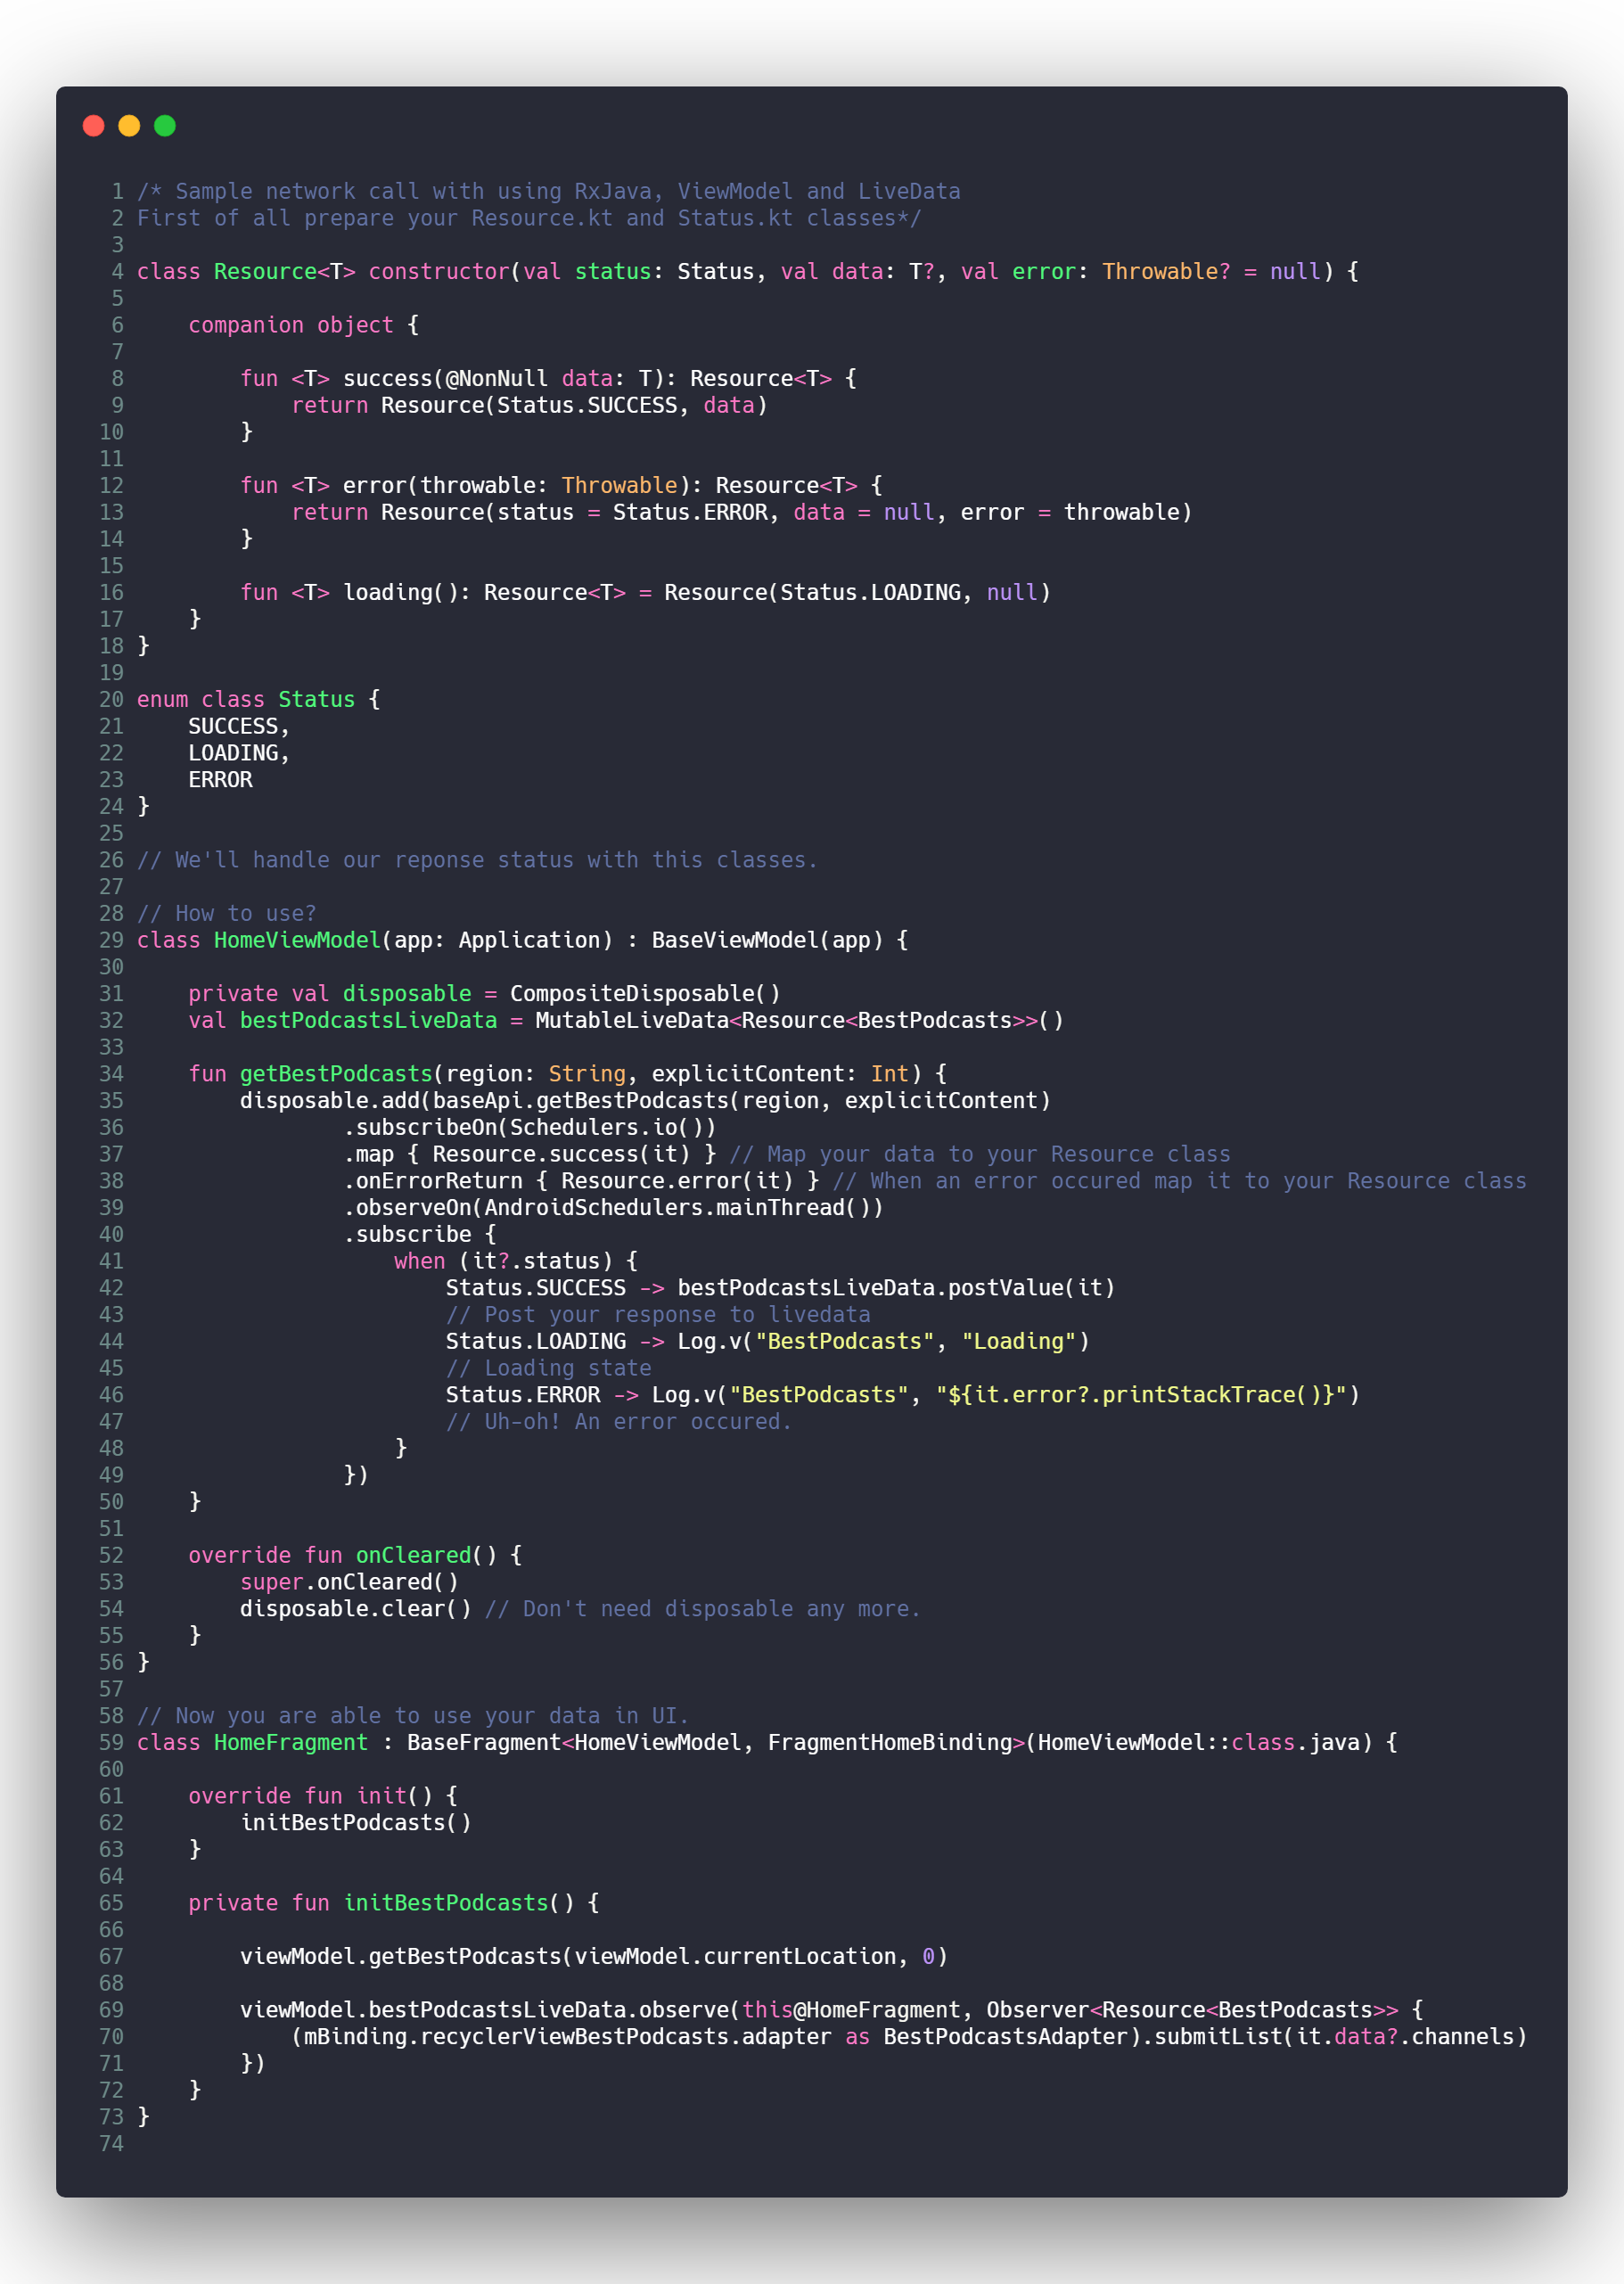 1 /* Sample network call with using RxJava, ViewModel and LiveData
2 First of all prepare your Resource.kt and Status.kt classes*/
3
4 class Resource<T> constructor(val status: Status, val data: T?, val error: Throwable? = null) {
5
6     companion object {
7
8         fun <T> success(@NonNull data: T): Resource<T> {
9             return Resource(Status.SUCCESS, data)
10         }
11
12         fun <T> error(throwable: Throwable): Resource<T> {
13             return Resource(status = Status.ERROR, data = null, error = throwable)
14         }
15
16         fun <T> loading(): Resource<T> = Resource(Status.LOADING, null)
17     }
18 }
19
20 enum class Status {
21     SUCCESS,
22     LOADING,
23     ERROR
24 }
25
26 // We'll handle our reponse status with this classes.
27
28 // How to use?
29 class HomeViewModel(app: Application) : BaseViewModel(app) {
30
31     private val disposable = CompositeDisposable()
32     val bestPodcastsLiveData = MutableLiveData<Resource<BestPodcasts>>()
33
34     fun getBestPodcasts(region: String, explicitContent: Int) {
35         disposable.add(baseApi.getBestPodcasts(region, explicitContent)
36                 .subscribeOn(Schedulers.io())
37                 .map { Resource.success(it) } // Map your data to your Resource class
38                 .onErrorReturn { Resource.error(it) } // When an error occured map it to your Resource class
39                 .observeOn(AndroidSchedulers.mainThread())
40                 .subscribe {
41                     when (it?.status) {
42                         Status.SUCCESS -> bestPodcastsLiveData.postValue(it)
43                         // Post your response to livedata
44                         Status.LOADING -> Log.v("BestPodcasts", "Loading")
45                         // Loading state
46                         Status.ERROR -> Log.v("BestPodcasts", "${it.error?.printStackTrace()}")
47                         // Uh-oh! An error occured.
48                     }
49                 })
50     }
51
52     override fun onCleared() {
53         super.onCleared()
54         disposable.clear() // Don't need disposable any more.
55     }
56 }
57
58 // Now you are able to use your data in UI.
59 class HomeFragment : BaseFragment<HomeViewModel, FragmentHomeBinding>(HomeViewModel::class.java) {
60
61     override fun init() {
62         initBestPodcasts()
63     }
64
65     private fun initBestPodcasts() {
66
67         viewModel.getBestPodcasts(viewModel.currentLocation, 0)
68
69         viewModel.bestPodcastsLiveData.observe(this@HomeFragment, Observer<Resource<BestPodcasts>> {
70             (mBinding.recyclerViewBestPodcasts.adapter as BestPodcastsAdapter).submitList(it.data?.channels)
71         })
72     }
73 }
74